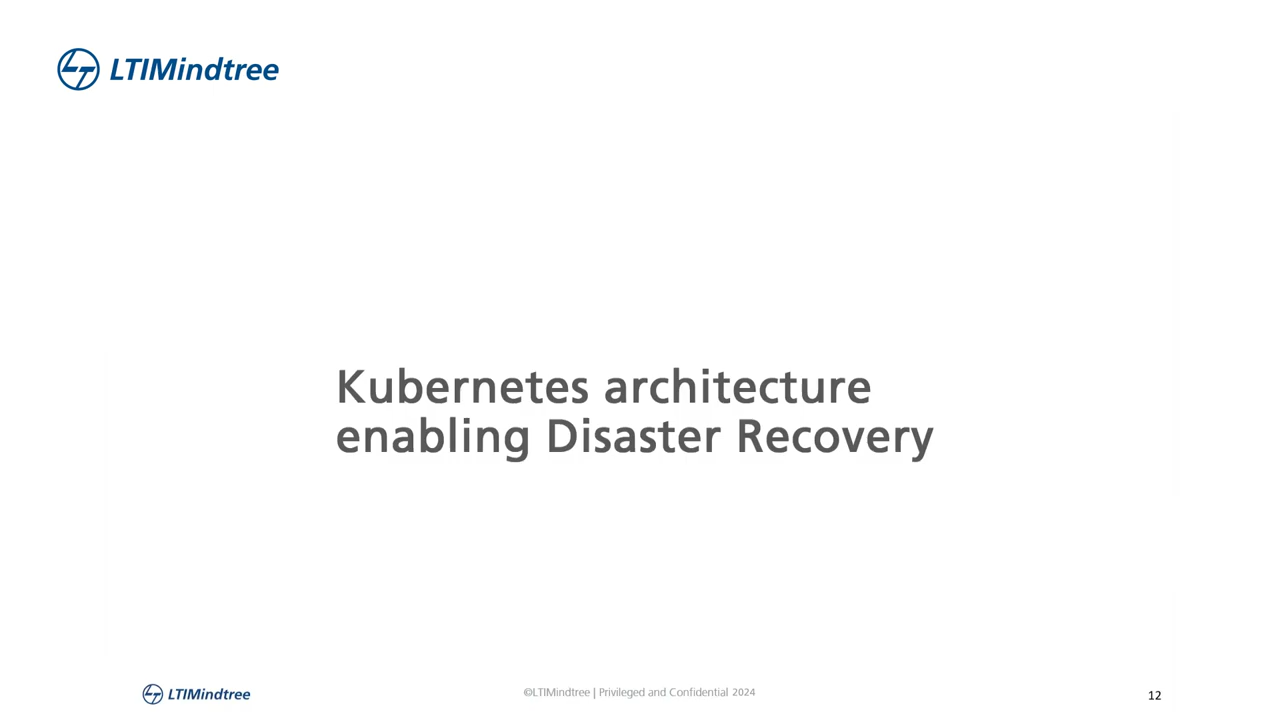 LTIMindtree
Kubernetes architecture
enabling Disaster Recovery
LTIMindtree
©LTIMindtree | Privileged and Confidential 2024
12